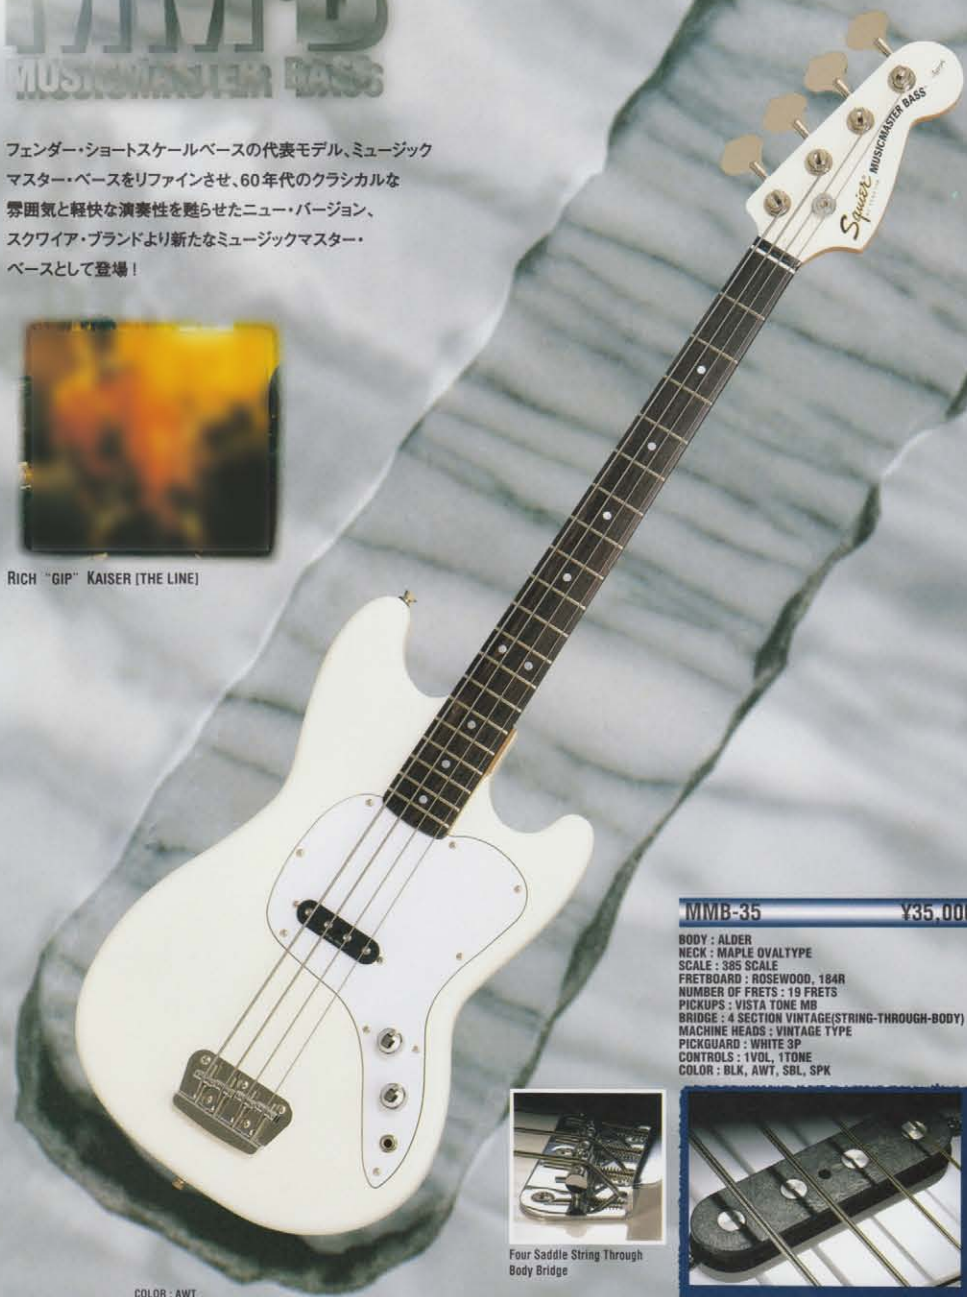 MMB
MUSICMASTER BASS
フェンダー・ショートスケールベースの代表モデル、ミュージック
マスター・ベースをリファインさせ、60年代のクラシカルな
雰囲気と軽快な演奏性を甦らせたニュー・バージョン、
スクワイア・ブランドより新たなミュージックマスター・
ベースとして登場！
Squier MUSICMASTER BASS
RICH "GIP" KAISER [THE LINE]
MMB-35 ¥35,000
BODY : ALDER
NECK : MAPLE OVALTYPE
SCALE : 385 SCALE
FRETBOARD : ROSEWOOD, 184R
NUMBER OF FRETS : 19 FRETS
PICKUPS : VISTA TONE MB
BRIDGE : 4 SECTION VINTAGE(STRING-THROUGH-BODY)
MACHINE HEADS : VINTAGE TYPE
PICKGUARD : WHITE 3P
CONTROLS : 1VOL, 1TONE
COLOR : BLK, AWT, SBL, SPK
Four Saddle String Through
Body Bridge
COLOR : AWT